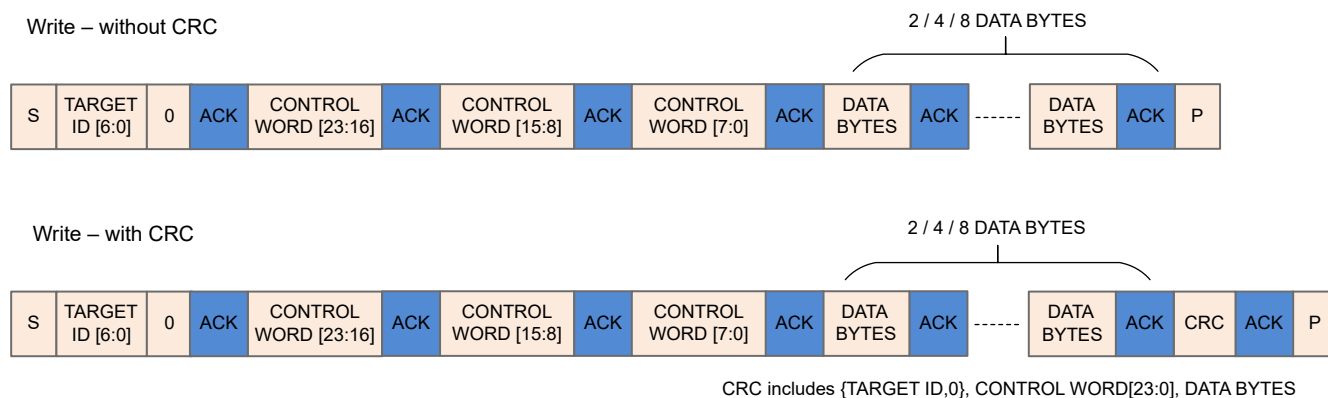 Write – without CRC
2 / 4 / 8 DATA BYTES
S
TARGET
ID [6:0]
0
ACK
CONTROL
WORD [23:16]
ACK
CONTROL
WORD [15:8]
ACK
CONTROL
WORD [7:0]
ACK
DATA
BYTES
ACK
DATA
BYTES
ACK
P
Write – with CRC
2 / 4 / 8 DATA BYTES
S
TARGET
ID [6:0]
0
ACK
CONTROL
WORD [23:16]
ACK
CONTROL
WORD [15:8]
ACK
CONTROL
WORD [7:0]
ACK
DATA
BYTES
ACK
DATA
BYTES
ACK
CRC
ACK
P
CRC includes {TARGET ID,0}, CONTROL WORD[23:0], DATA BYTES